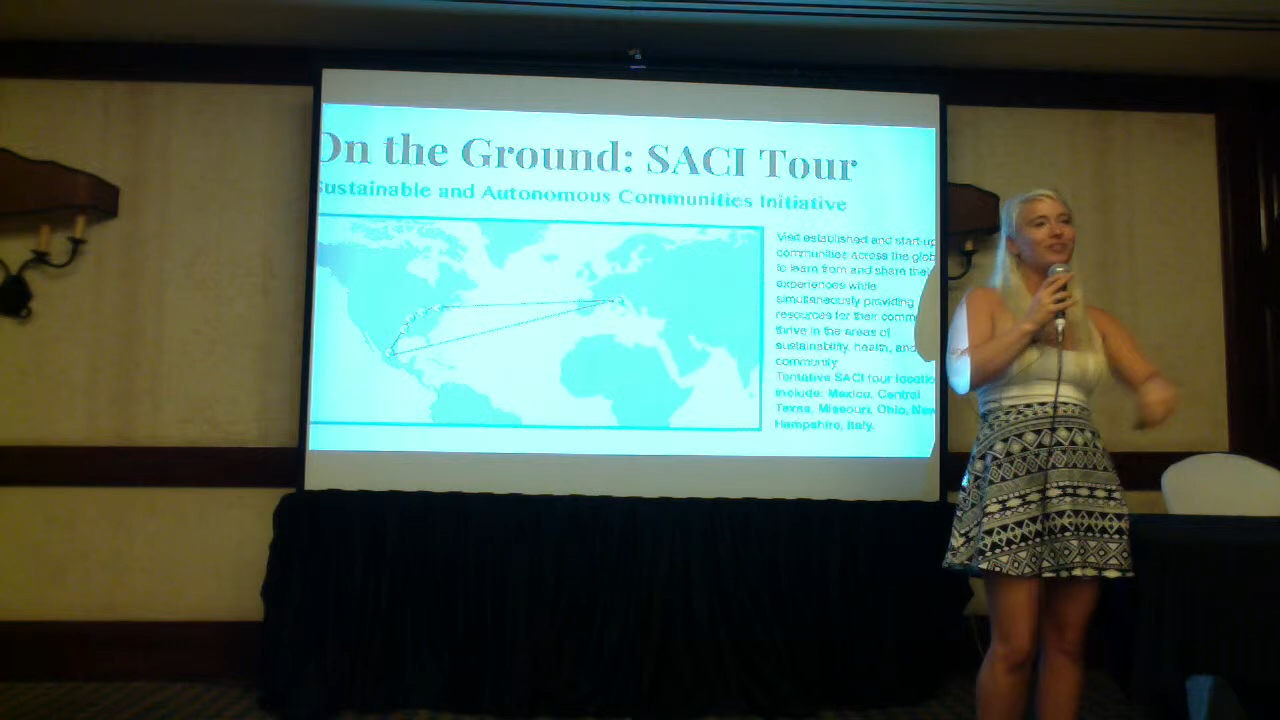 On the Ground: SACI Tour
Sustainable and Autonomous Communities Initiative
Visit established and start-up
communities across the glob
to learn from and share their
experiences while
simultaneously providing
resources for their comm
thrive in the areas of
sustainability, health, and
community
Tentative SACI tour locatio
include: Mexico, Central
Texas, Missouri, Ohio, New
Hampshire, Italy.